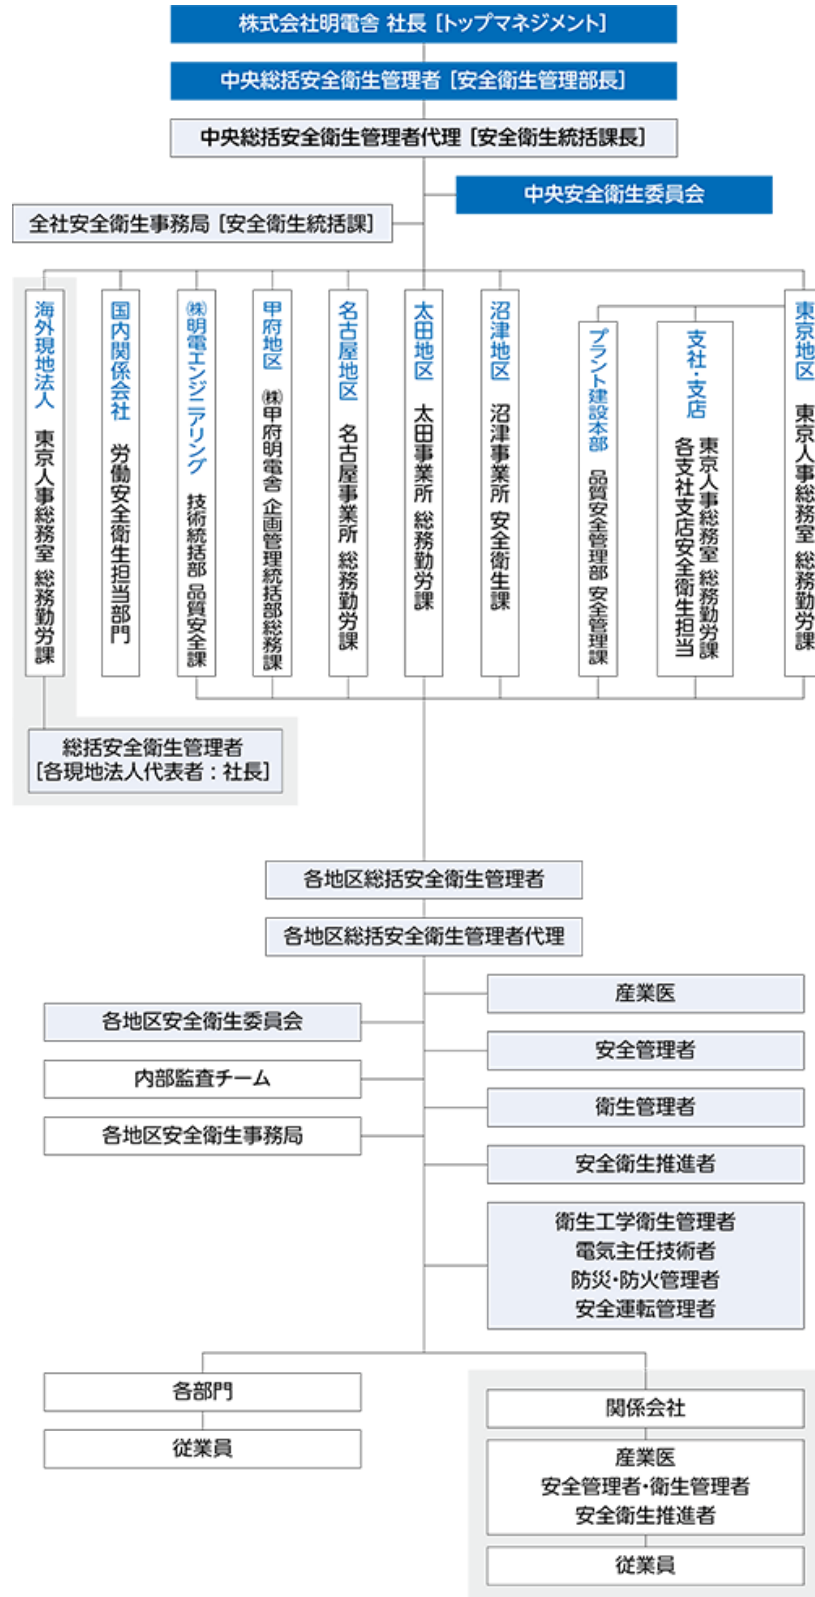 株式会社明電舎 社長 [トップマネジメント]
中央総括安全衛生管理者 [安全衛生管理部長]
中央総括安全衛生管理者代理 [安全衛生統括課長]
中央安全衛生委員会
全社安全衛生事務局 [安全衛生統括課]
海外現地法人 東京人事総務室 総務勤労課
国内関係会社 労働安全衛生担当部門
㈱明電エンジニアリング 技術統括部 品質安全課
甲府地区 ㈱甲府明電舎 企画管理統括部総務課
名古屋地区 名古屋事業所 総務勤労課
太田地区 太田事業所 総務勤労課
沼津地区 沼津事業所 安全衛生課
プラント建設本部 品質安全管理部 安全管理課
支社・支店
東京人事総務室 総務勤労課
各支社支店安全衛生担当
東京地区 東京人事総務室 総務勤労課
総括安全衛生管理者
[各現地法人代表者：社長]
各地区総括安全衛生管理者
各地区総括安全衛生管理者代理
産業医
各地区安全衛生委員会
安全管理者
内部監査チーム
衛生管理者
各地区安全衛生事務局
安全衛生推進者
衛生工学衛生管理者
電気主任技術者
防災・防火管理者
安全運転管理者
各部門
従業員
関係会社
産業医
安全管理者・衛生管理者
安全衛生推進者
従業員